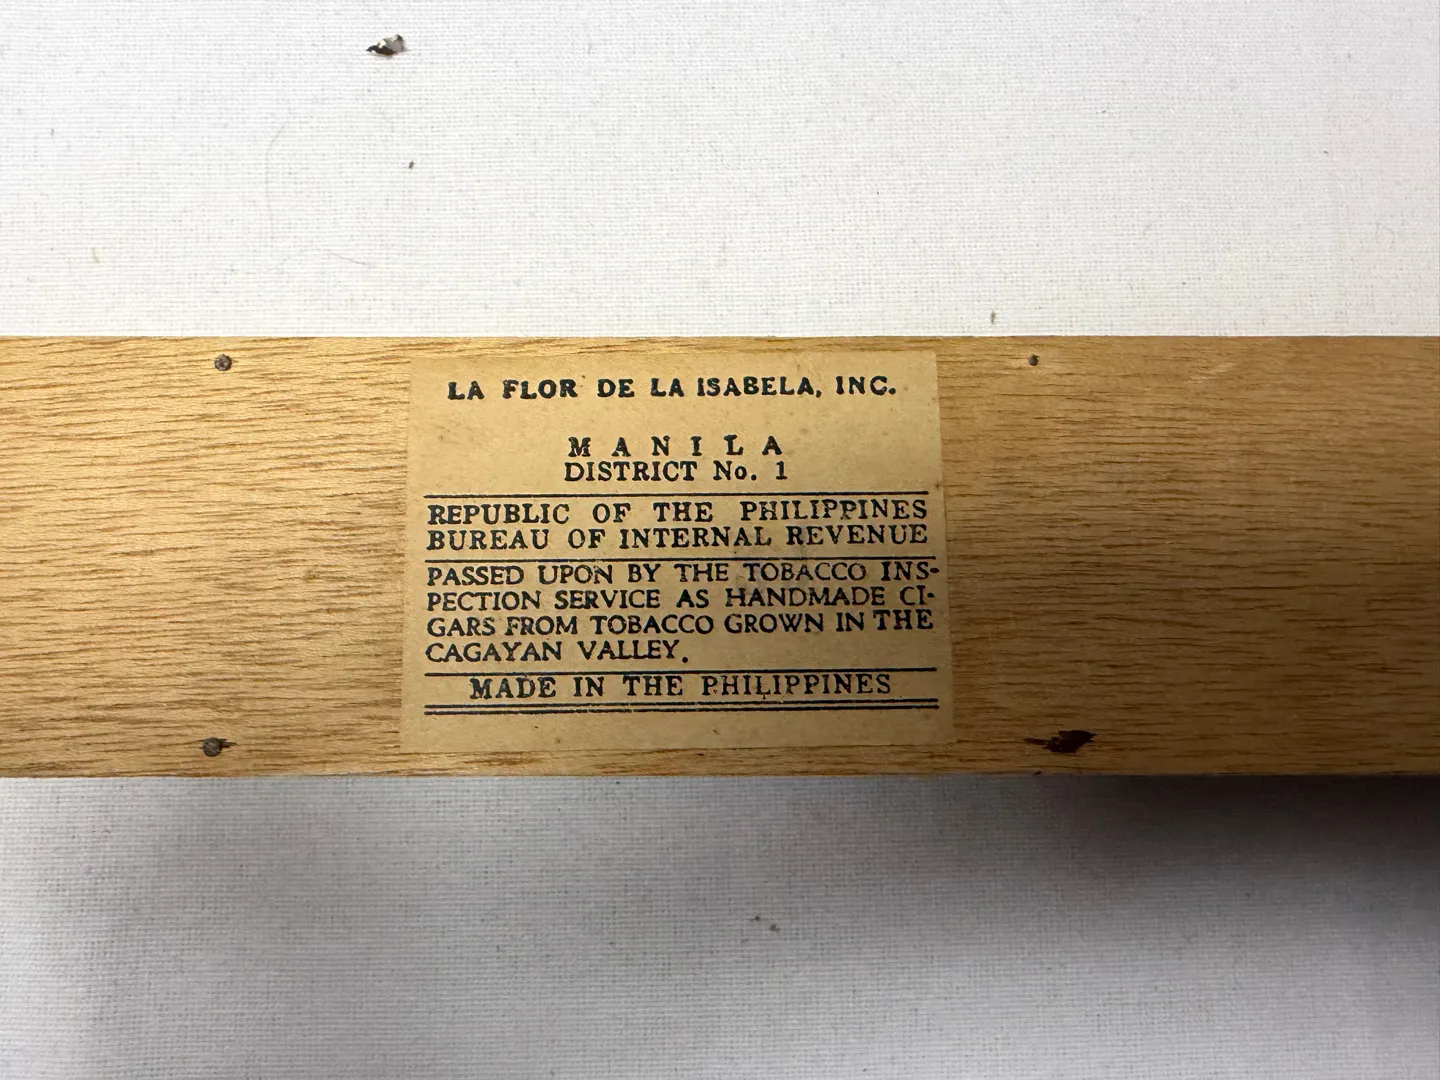 LA FLOR DE LA ISABELA, INC.
MANILA
DISTRICT No. 1
REPUBLIC OF THE PHILIPPINES
BUREAU OF INTERNAL REVENUE
PASSED UPON BY THE TOBACCO INS-
PECTION SERVICE AS HANDMADE CI-
GARS FROM TOBACCO GROWN IN THE
CAGAYAN VALLEY.
MADE IN THE PHILIPPINES